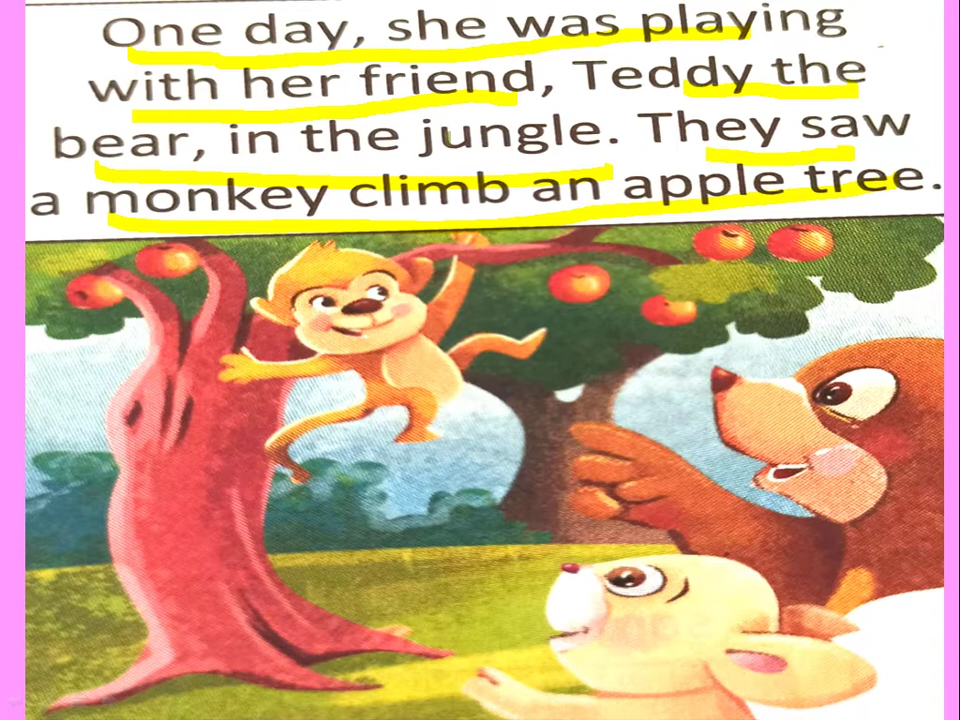 One day, she was playing
with her friend, Teddy the
bear, in the jungle. They saw
a monkey climb an apple tree.